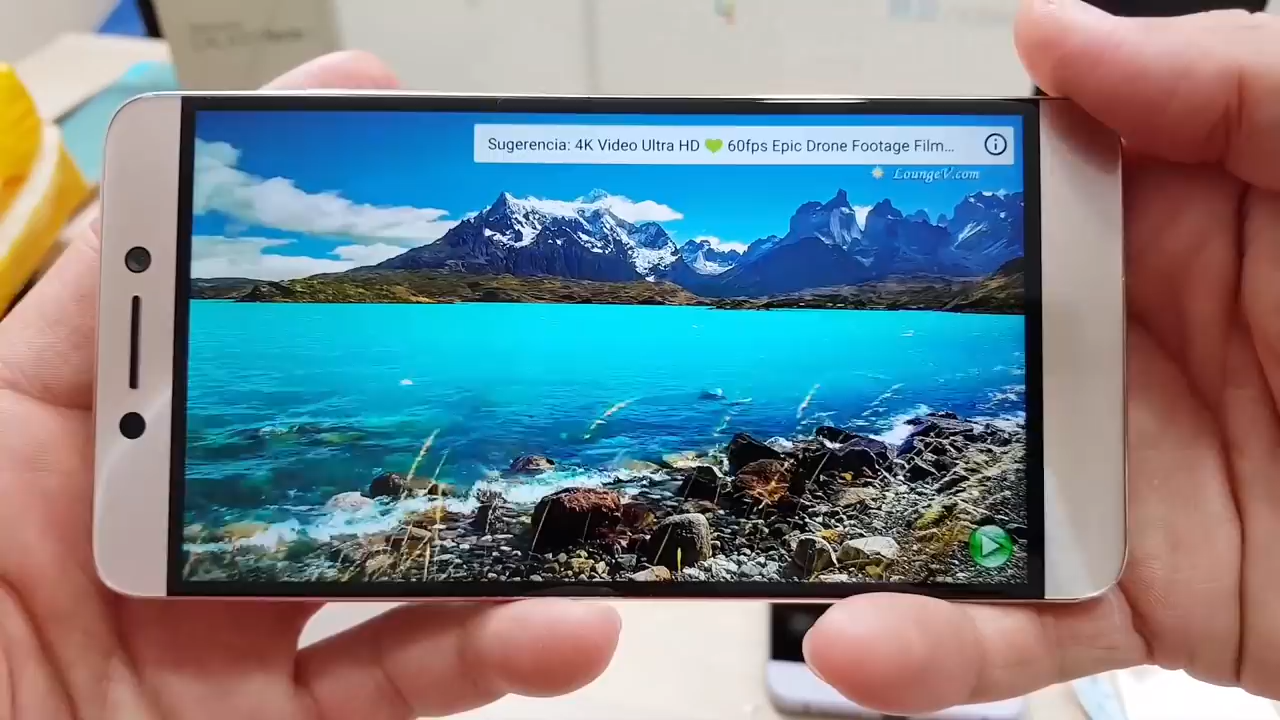 Sugerencia: 4K Video Ultra HD 💚 60fps Epic Drone Footage Film...
LoungeV.com